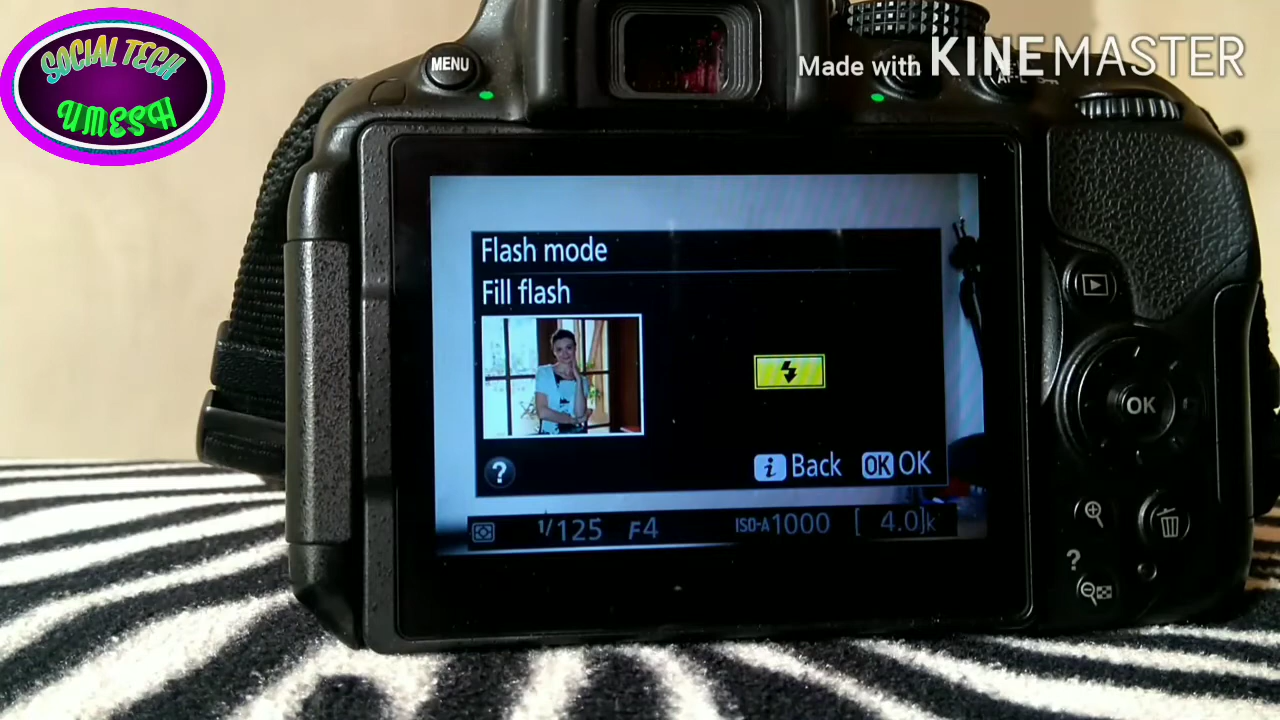 SOCIAL TECH
UMESH
Made with KINEMASTER
MENU
Flash mode
Fill flash
?
i Back OK OK
1/125 F4 ISO-A 1000 [ 4.0]k
OK
?